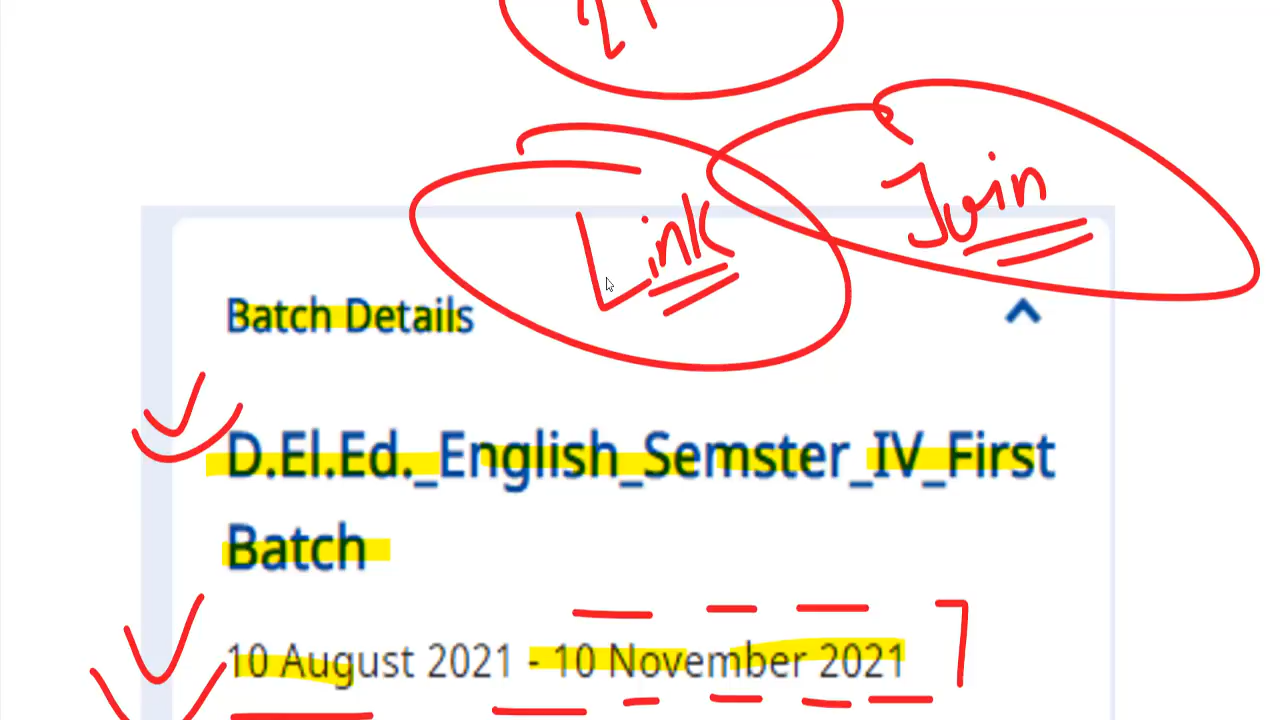 Join
Link
Batch Details
D.El.Ed._English_Semster_IV_First
Batch
10 August 2021 - 10 November 2021